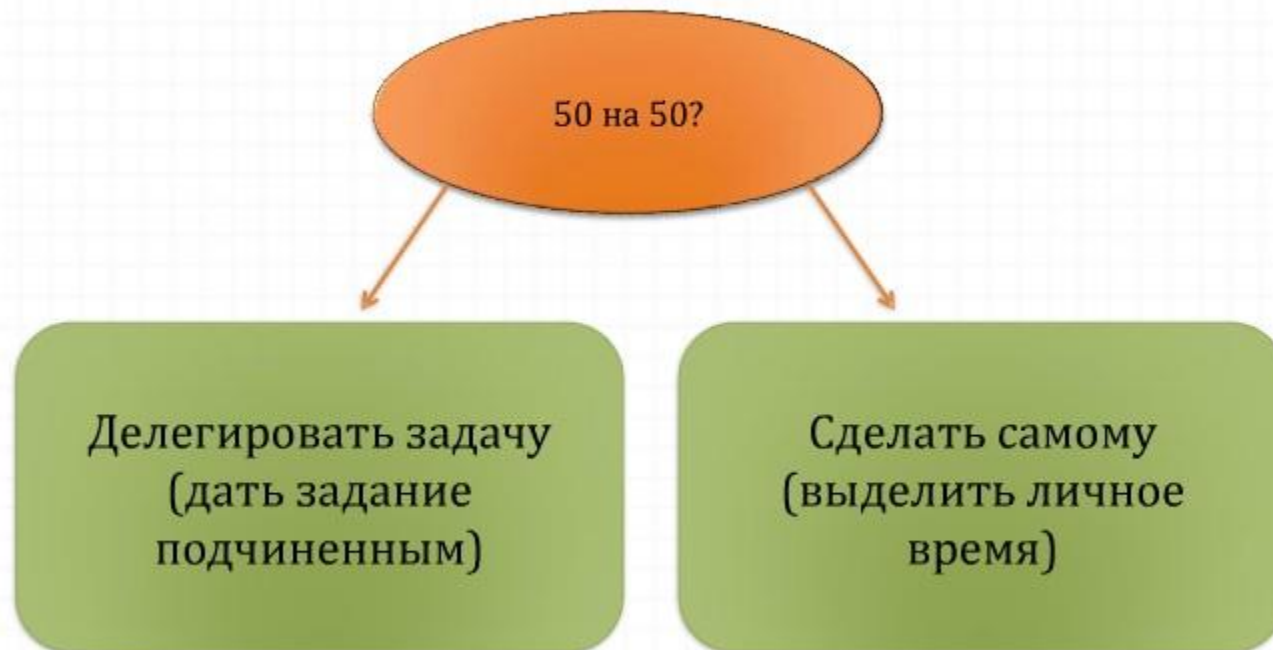 50 на 50?
Делегировать задачу
(дать задание
подчиненным)
Сделать самому
(выделить личное
время)